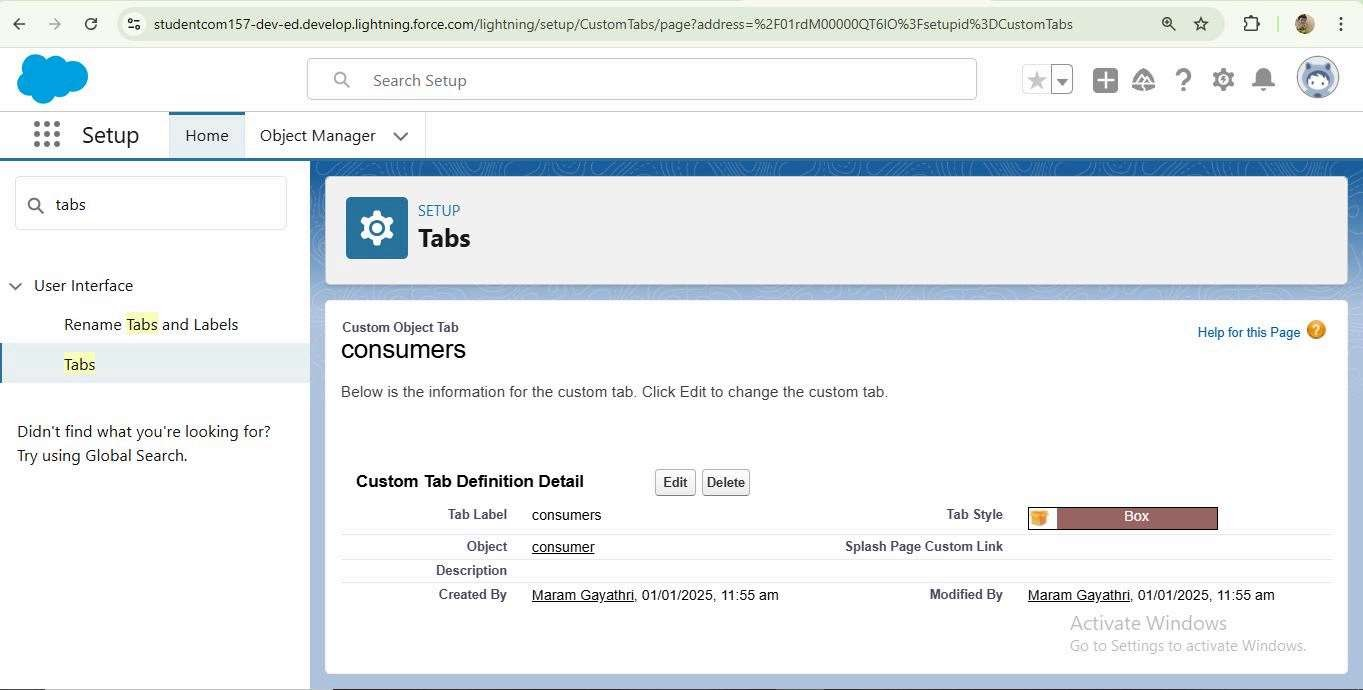 studentcom157-dev-ed.develop.lightning.force.com/lightning/setup/CustomTabs/page?address=%2F01rdM00000QT6IO%3Fsetupid%3DCustomTabs
Search Setup
Setup Home Object Manager
tabs
User Interface
Rename Tabs and Labels
Tabs
Didn't find what you're looking for?
Try using Global Search.
SETUP
Tabs
Custom Object Tab
consumers
Help for this Page ?
Below is the information for the custom tab. Click Edit to change the custom tab.
Custom Tab Definition Detail Edit Delete
Tab Label consumers Tab Style Box
Object consumer Splash Page Custom Link
Description
Created By Maram Gayathri, 01/01/2025, 11:55 am Modified By Maram Gayathri, 01/01/2025, 11:55 am
Activate Windows
Go to Settings to activate Windows.